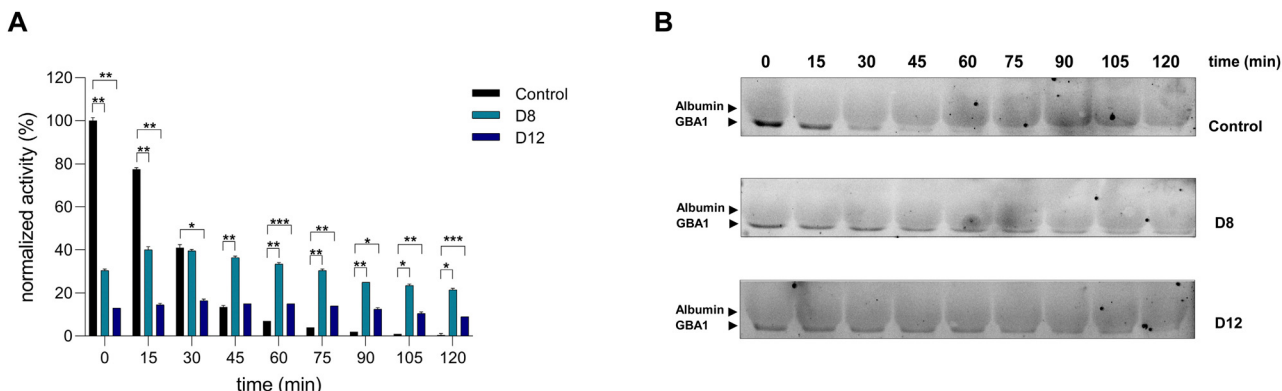 A
normalized activity (%)
120
100
80
60
40
20
0
** ** ** ** * ** *** ** ** ** * ** ** * *** *
Control
D8
D12
0 15 30 45 60 75 90 105 120
time (min)
B
0 15 30 45 60 75 90 105 120 time (min)
Albumin
GBA1
Control
Albumin
GBA1
D8
Albumin
GBA1
D12